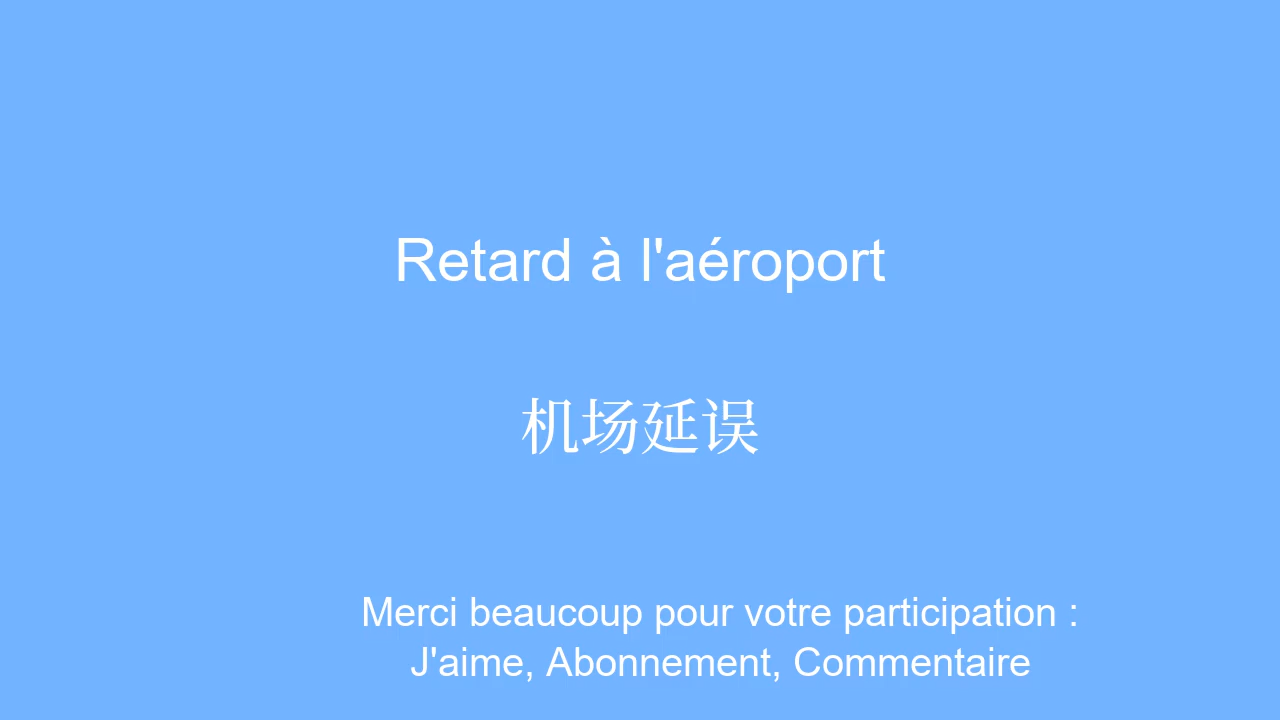 Retard à l'aéroport
机场延误
Merci beaucoup pour votre participation :
J'aime, Abonnement, Commentaire